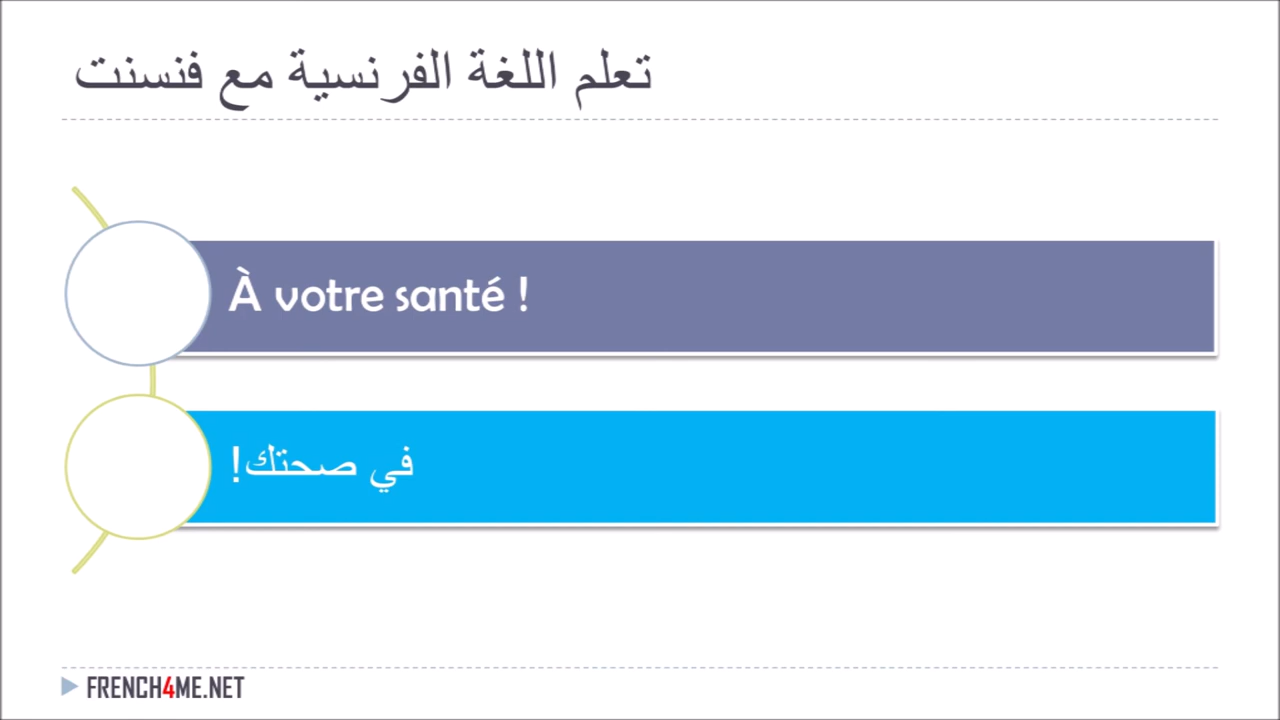 تعلم اللغة الفرنسية مع فنسنت
À votre santé !
في صحتك!
FRENCH4ME.NET